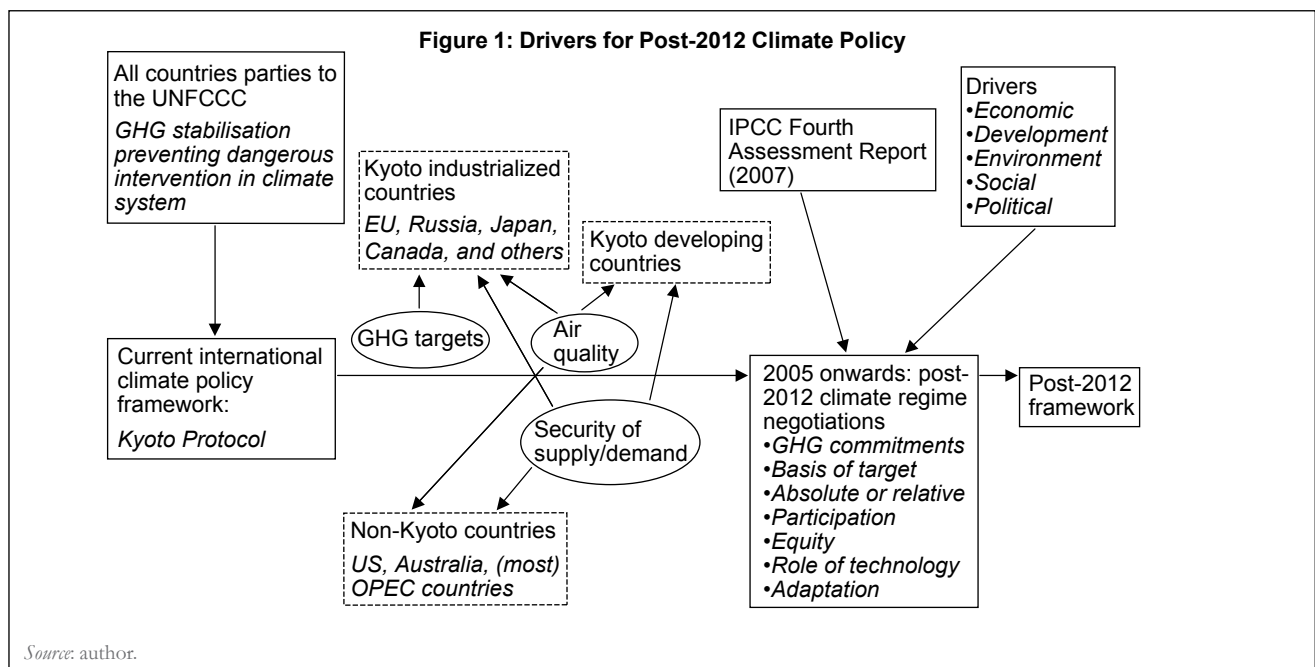 Figure 1: Drivers for Post-2012 Climate Policy
All countries parties to
the UNFCCC
GHG stabilisation
preventing dangerous
intervention in climate
system
Kyoto industrialized
countries
EU, Russia, Japan,
Canada, and others
IPCC Fourth
Assessment Report
(2007)
Drivers
•Economic
•Development
•Environment
•Social
•Political
Kyoto developing
countries
GHG targets
Air
quality
Current international
climate policy
framework:
Kyoto Protocol
Security of
supply/demand
2005 onwards: post-
2012 climate regime
negotiations
•GHG commitments
•Basis of target
•Absolute or relative
•Participation
•Equity
•Role of technology
•Adaptation
Post-2012
framework
Non-Kyoto countries
US, Australia, (most)
OPEC countries
Source: author.